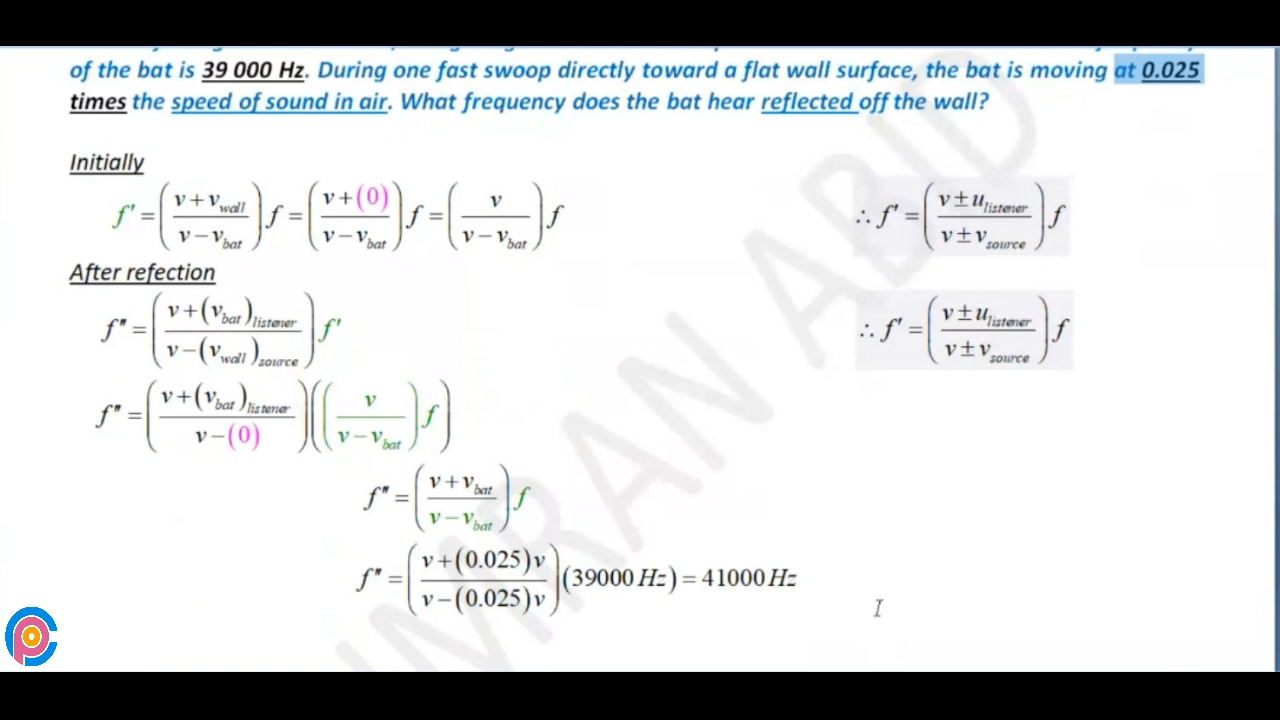 of the bat is 39 000 Hz. During one fast swoop directly toward a flat wall surface, the bat is moving at 0.025
times the speed of sound in air. What frequency does the bat hear reflected off the wall?
Initially
f' = ((v + v_wall)/(v − v_bat)) f = ((v + (0))/(v − v_bat)) f = (v/(v − v_bat)) f
∴ f' = ((v ± u_listener)/(v ± v_source)) f
After refection
f" = ((v + (v_bat)_listener)/(v − (v_wall)_source)) f'
∴ f' = ((v ± u_listener)/(v ± v_source)) f
f" = ((v + (v_bat)_listener)/(v − (0))) ((v/(v − v_bat)) f)
f" = ((v + v_bat)/(v − v_bat)) f
f" = ((v + (0.025)v)/(v − (0.025)v)) (39000 Hz) = 41000 Hz
IMRAN ABID